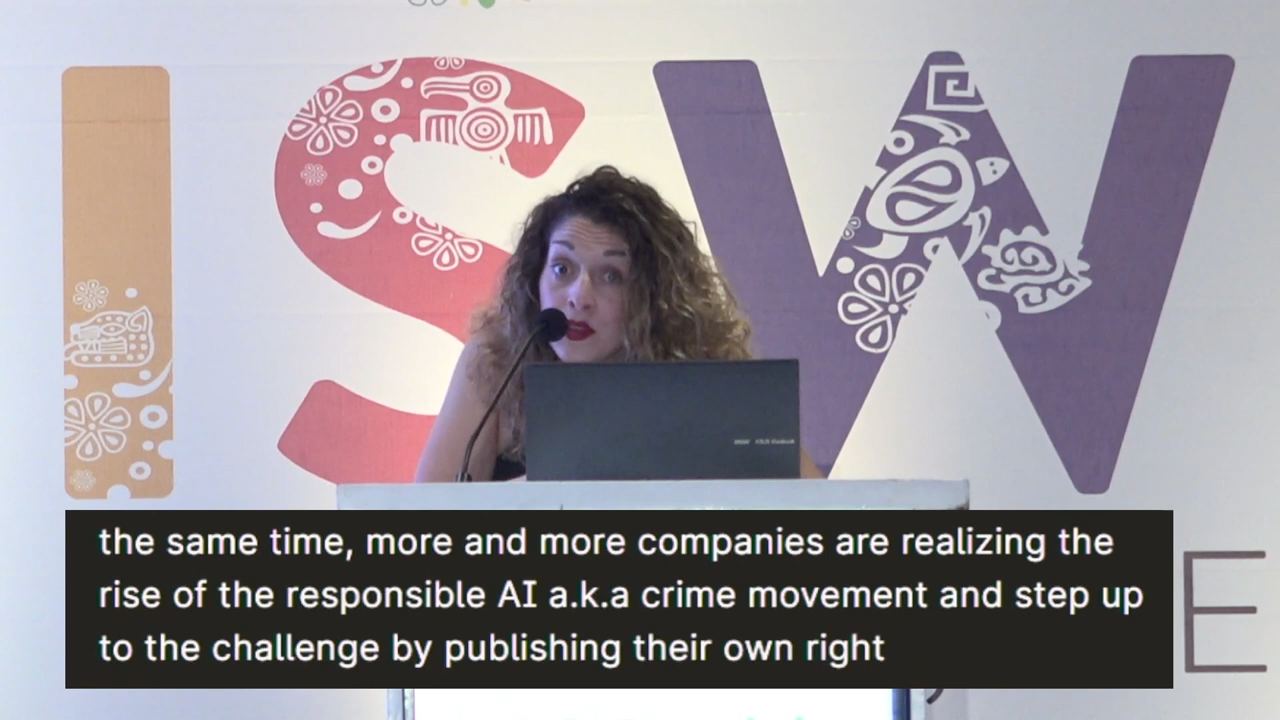 ISW
E
the same time, more and more companies are realizing the
rise of the responsible AI a.k.a crime movement and step up
to the challenge by publishing their own right